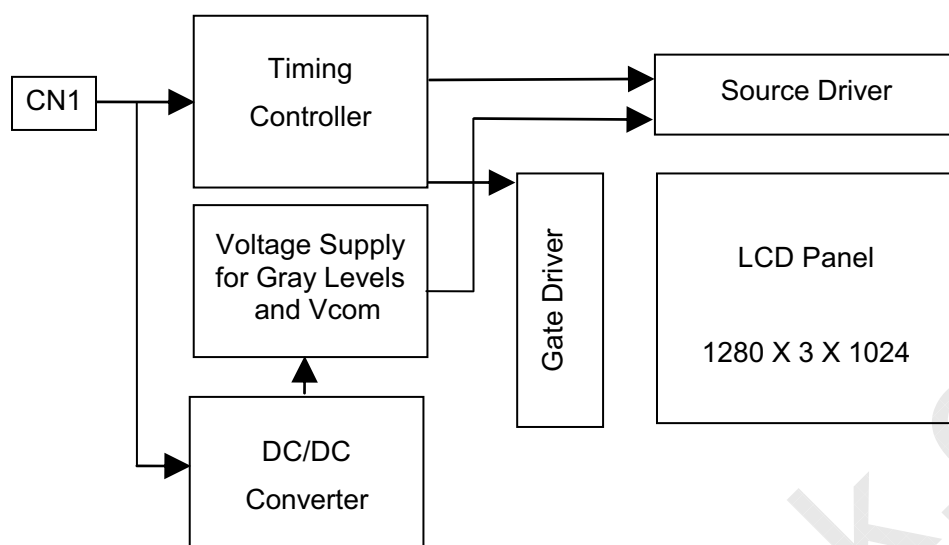 CN1
Timing
Controller
Source Driver
Voltage Supply
for Gray Levels
and Vcom
Gate Driver
LCD Panel
1280 X 3 X 1024
DC/DC
Converter